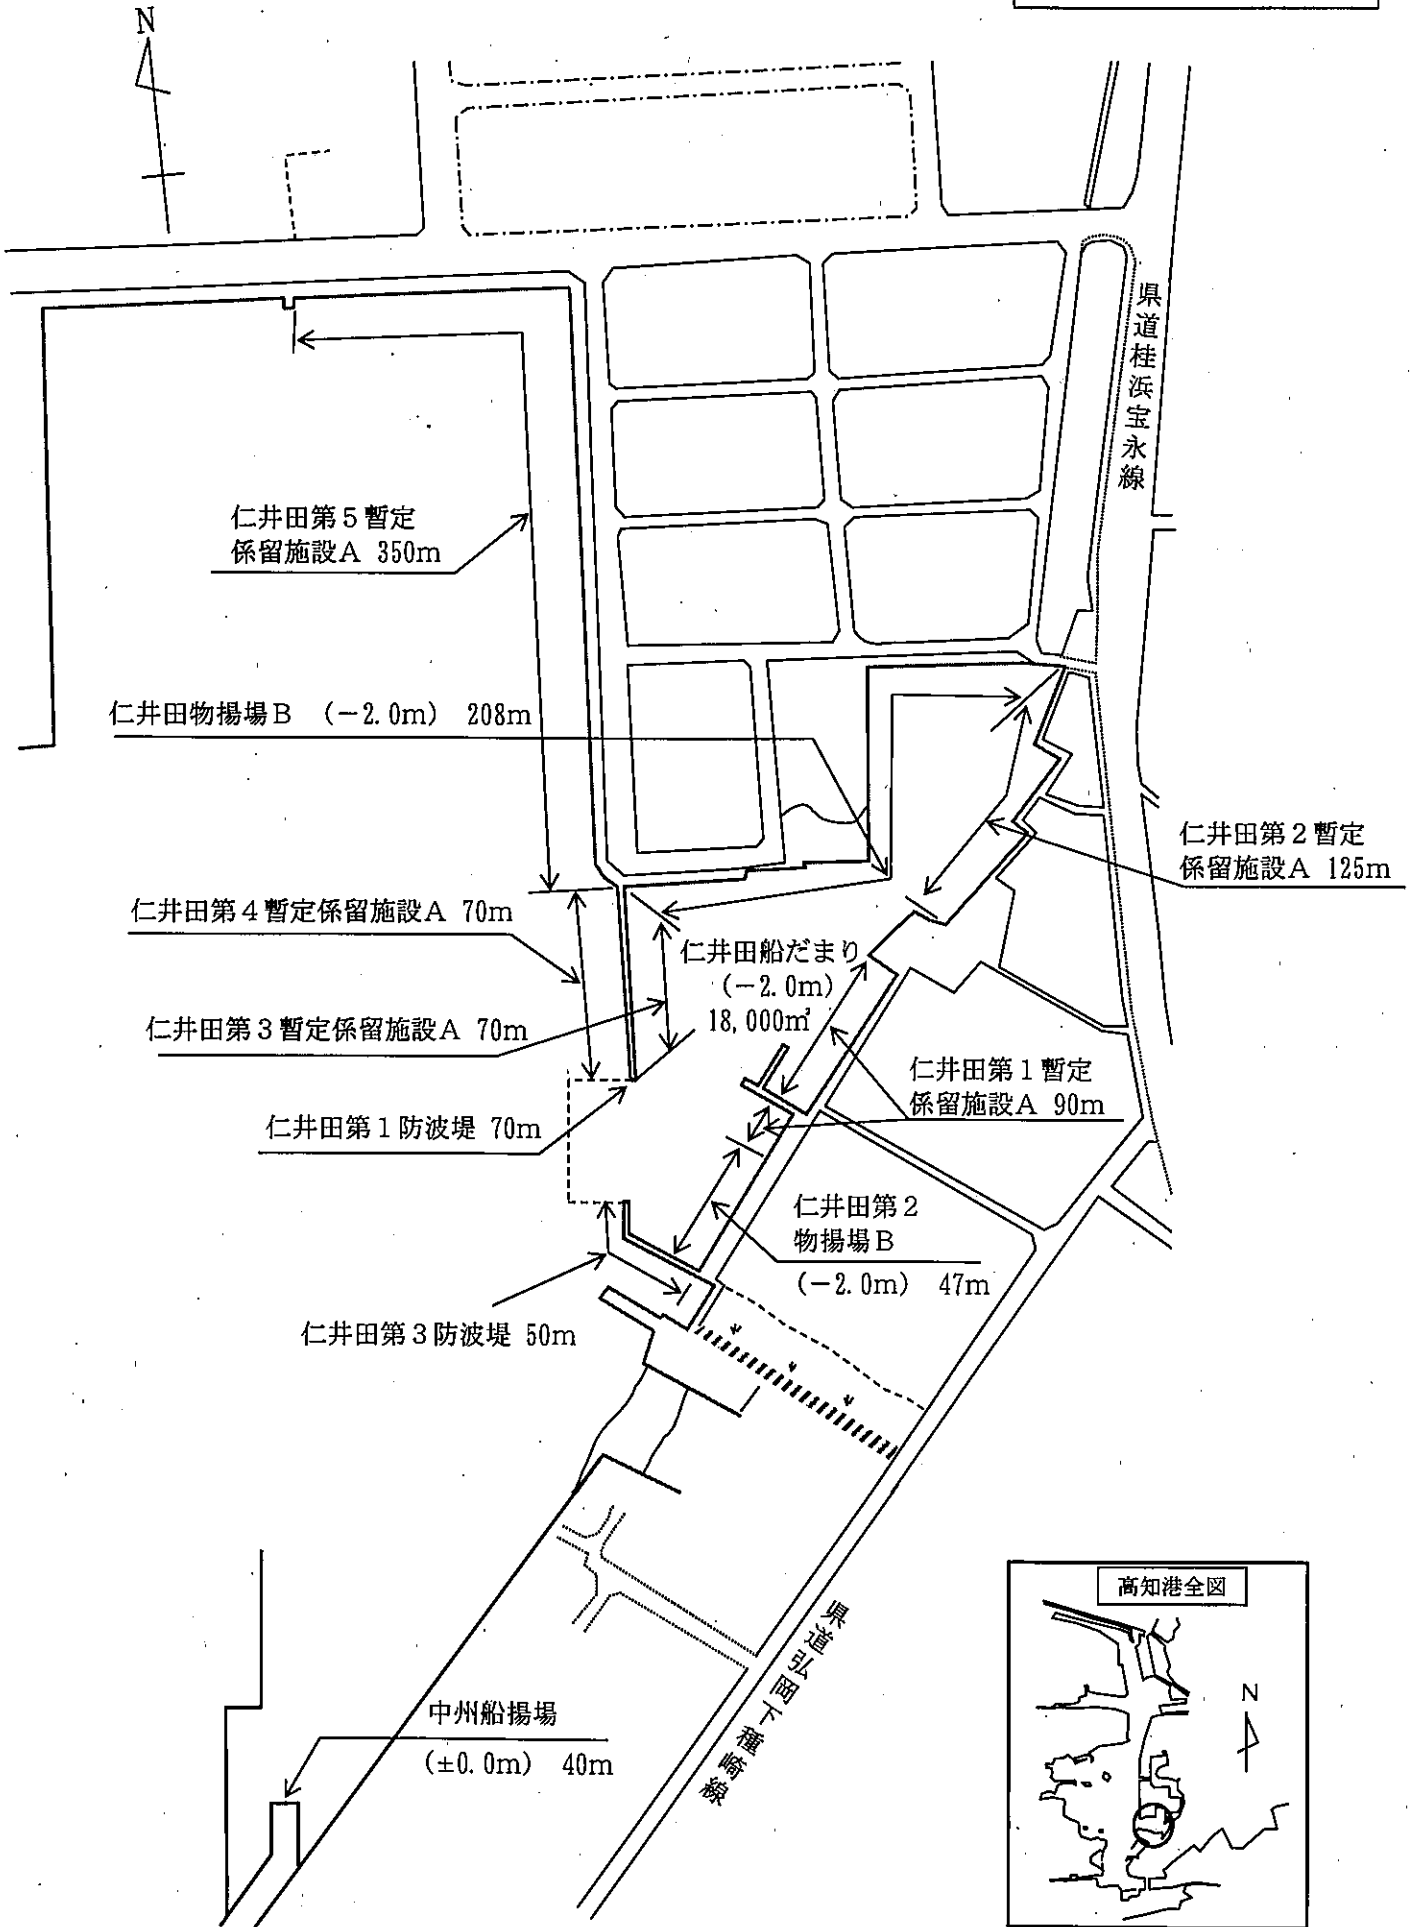 N
県道桂浜宝永線
仁井田第5暫定
係留施設A 350m
仁井田物揚場B (-2.0m) 208m
仁井田第2暫定
係留施設A 125m
仁井田第4暫定係留施設A 70m
仁井田船だまり
(-2.0m)
18,000㎡
仁井田第3暫定係留施設A 70m
仁井田第1暫定
係留施設A 90m
仁井田第1防波堤 70m
仁井田第2
物揚場B
(-2.0m) 47m
仁井田第3防波堤 50m
県道弘岡下種崎線
中州船揚場
(±0.0m) 40m
高知港全図
N